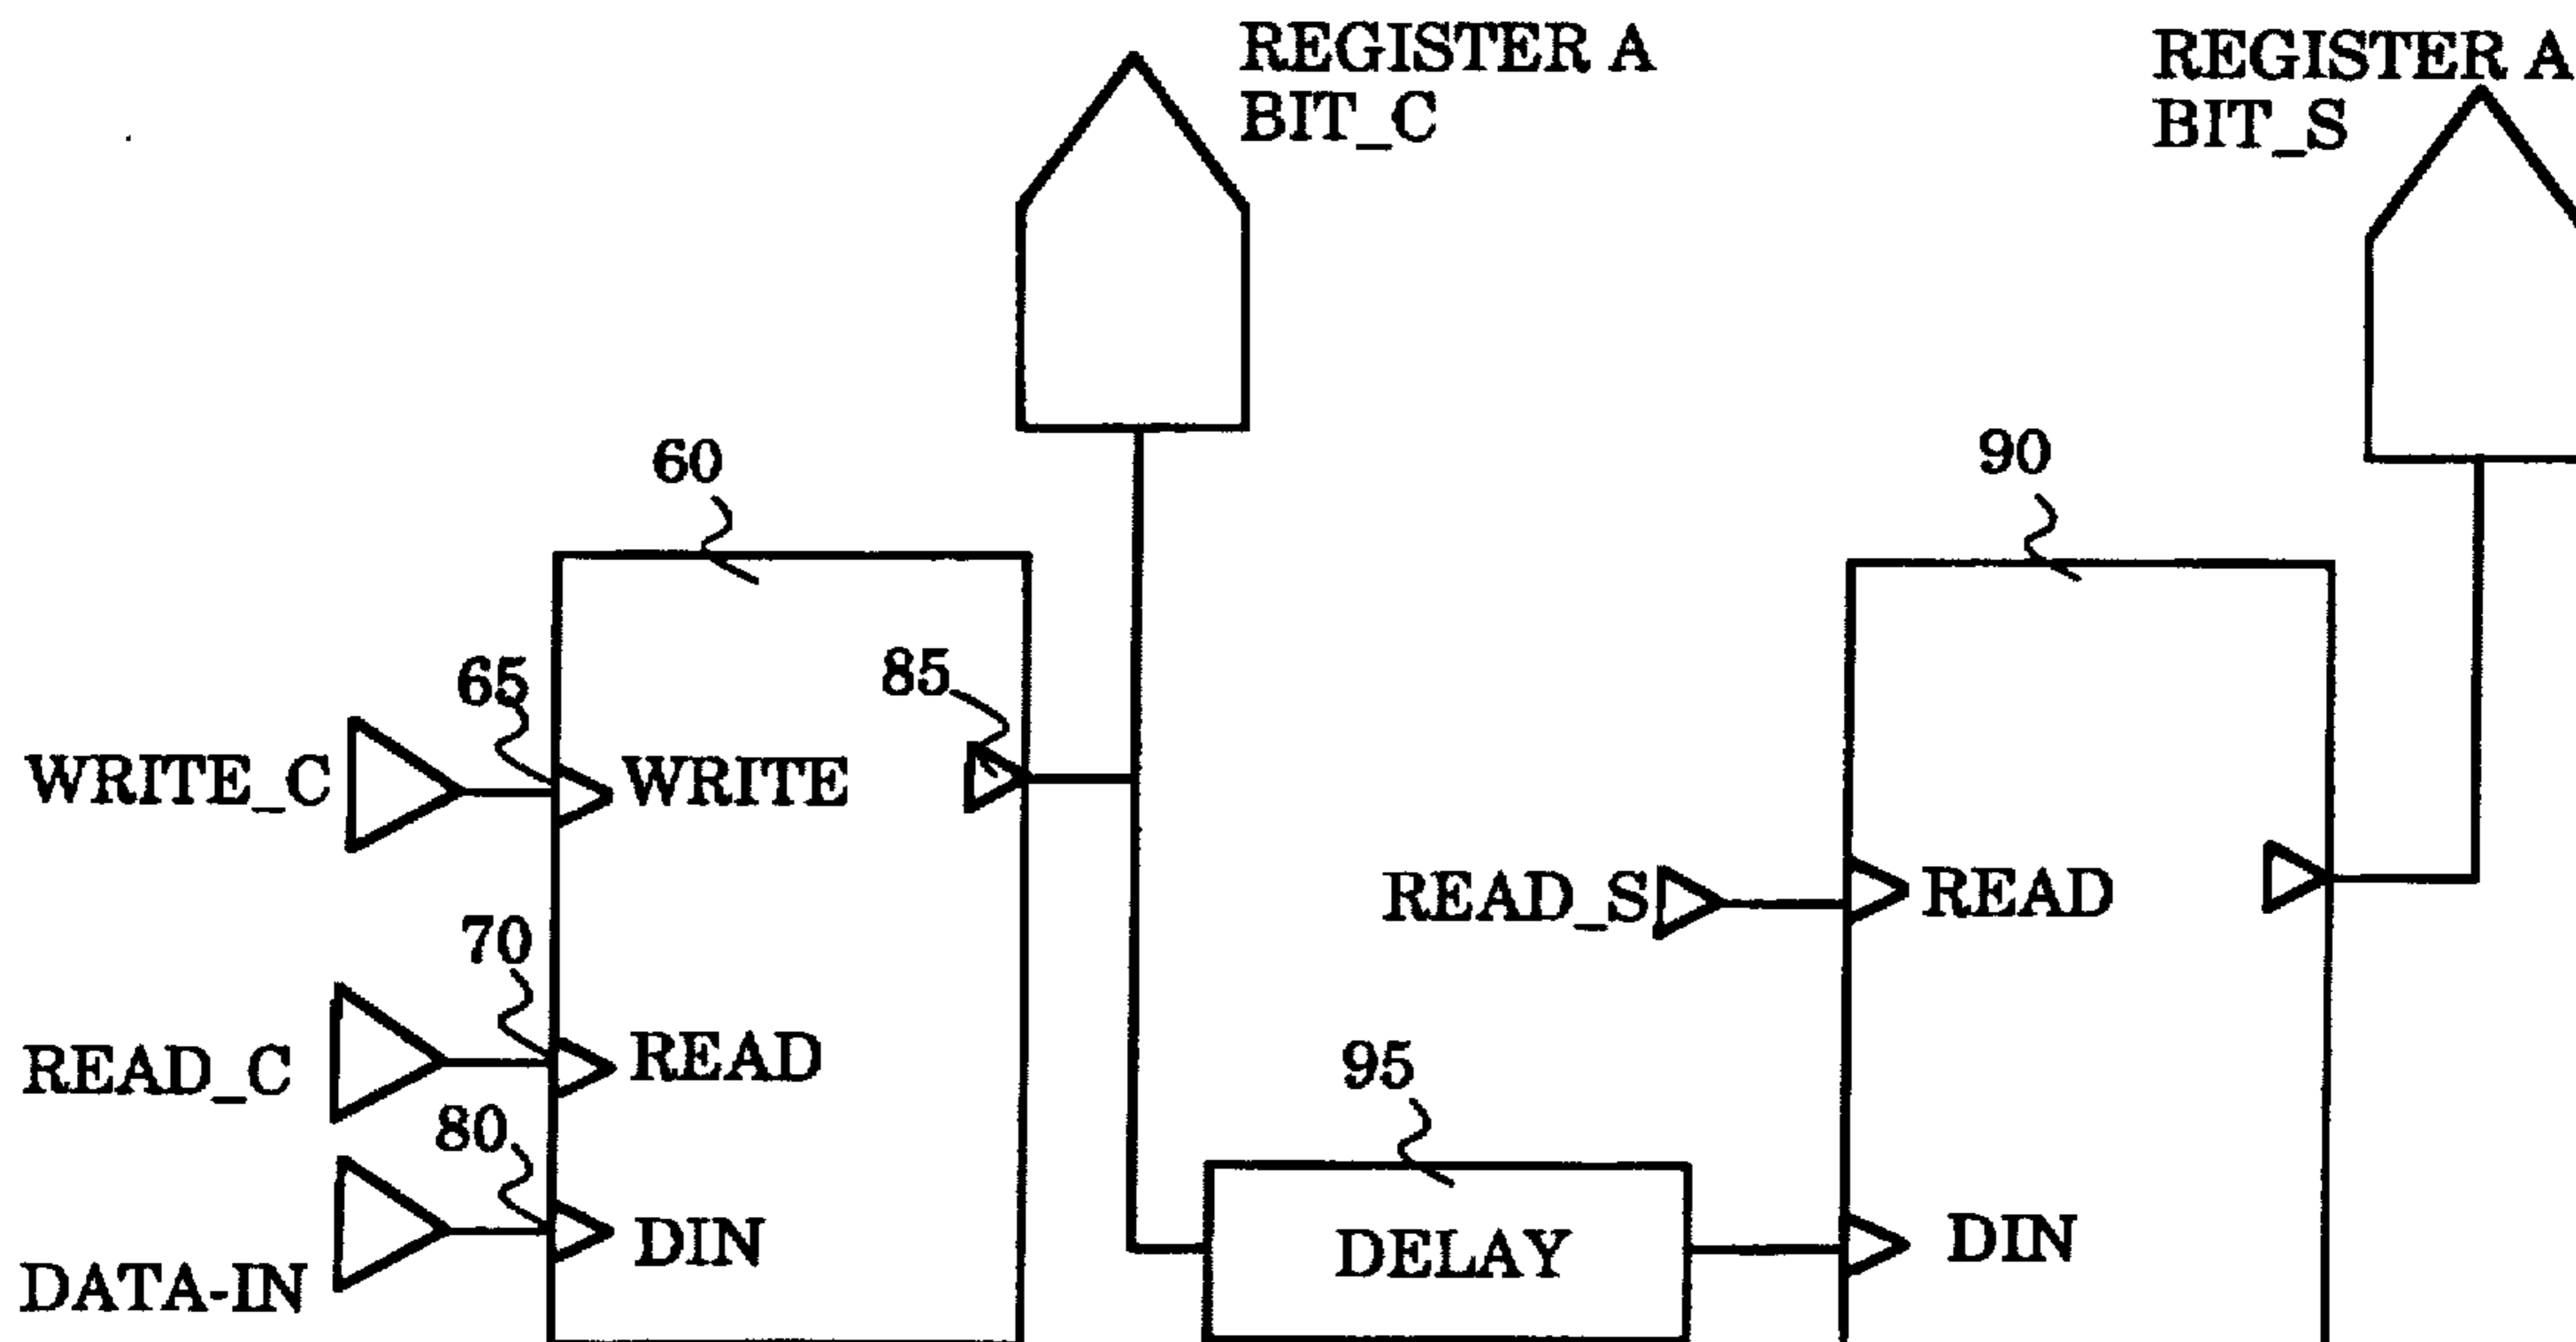 REGISTER A
BIT_C
REGISTER A
BIT_S
60
90
65
85
WRITE_C
WRITE
70
READ_S
READ
READ_C
READ
95
80
DATA-IN
DIN
DELAY
DIN